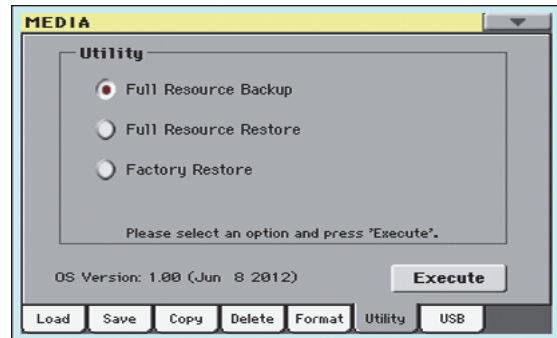 MEDIA
Utility
Full Resource Backup
Full Resource Restore
Factory Restore
Please select an option and press 'Execute'.
OS Version: 1.00 (Jun 8 2012)
Execute
Load Save Copy Delete Format Utility USB